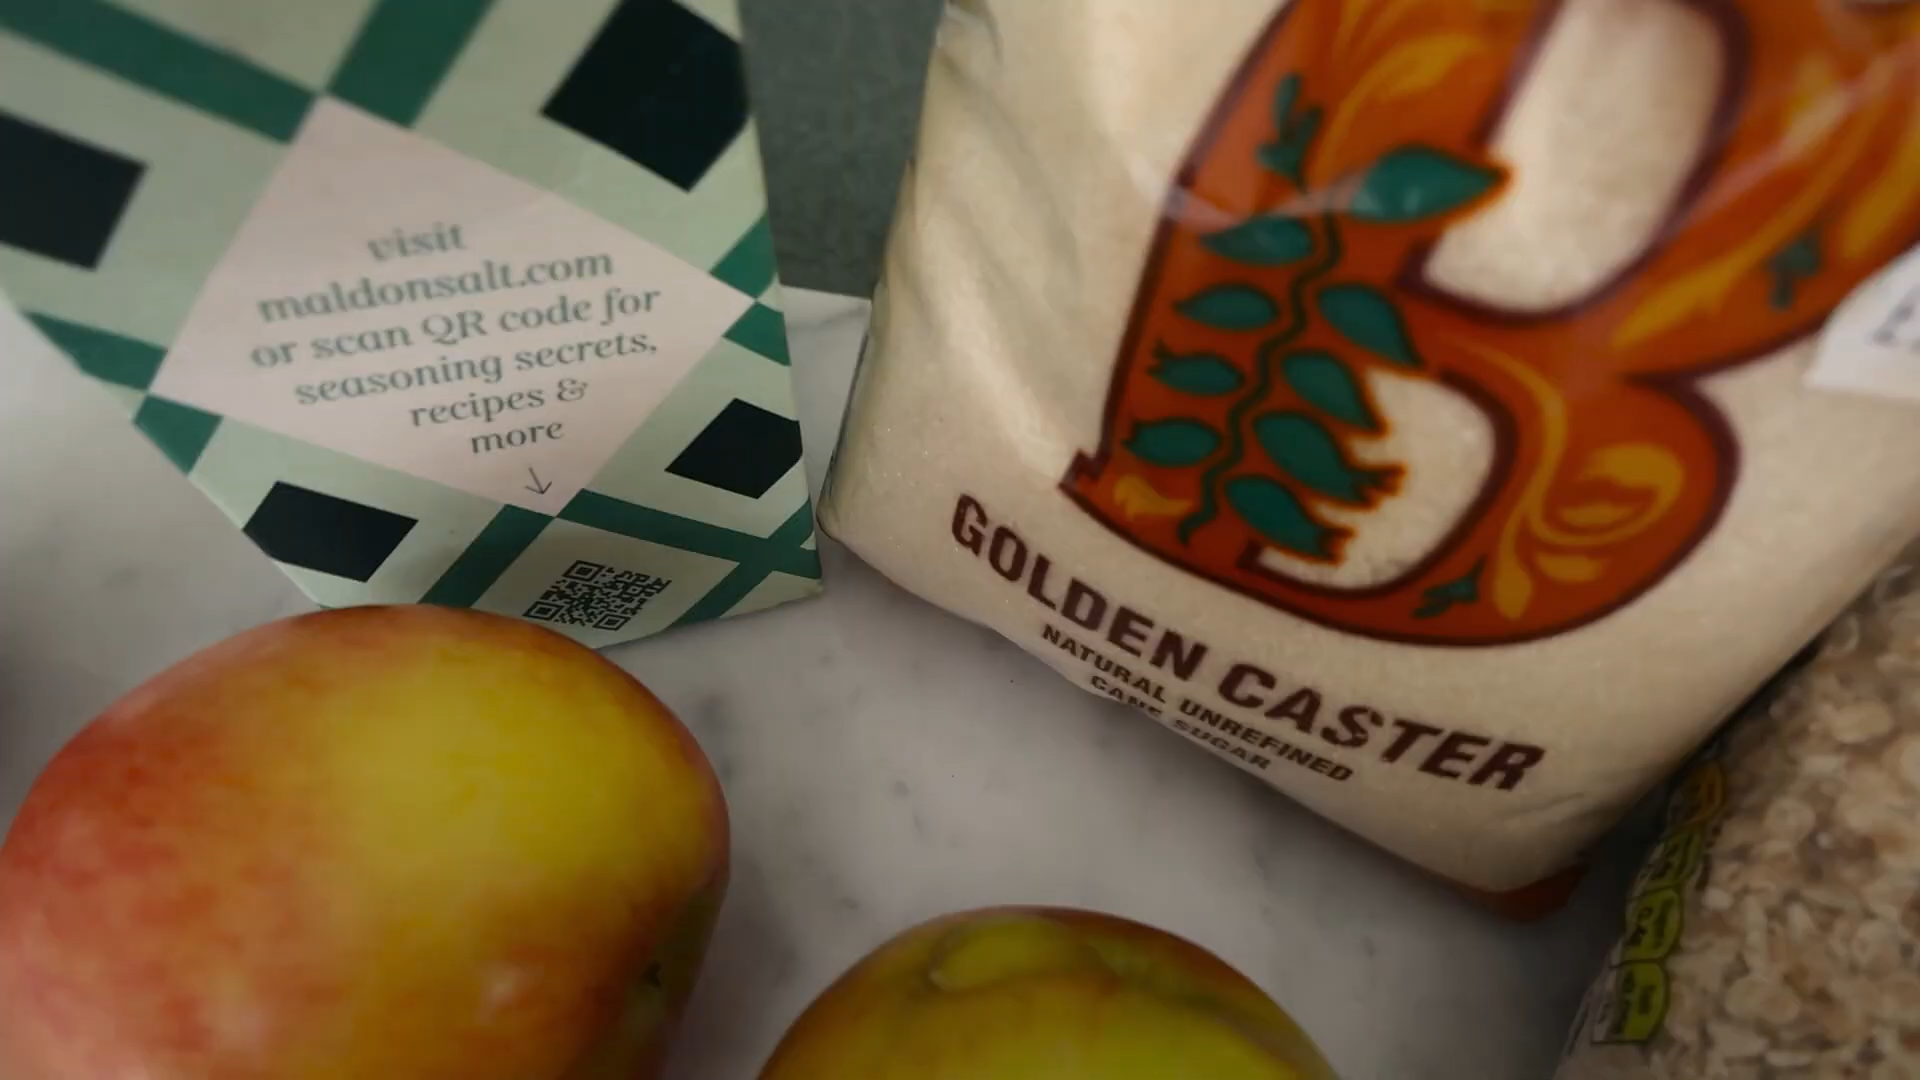 visit
maldonsalt.com
or scan QR code for
seasoning secrets,
recipes &
more
GOLDEN CASTER
NATURAL UNREFINED
CANE SUGAR